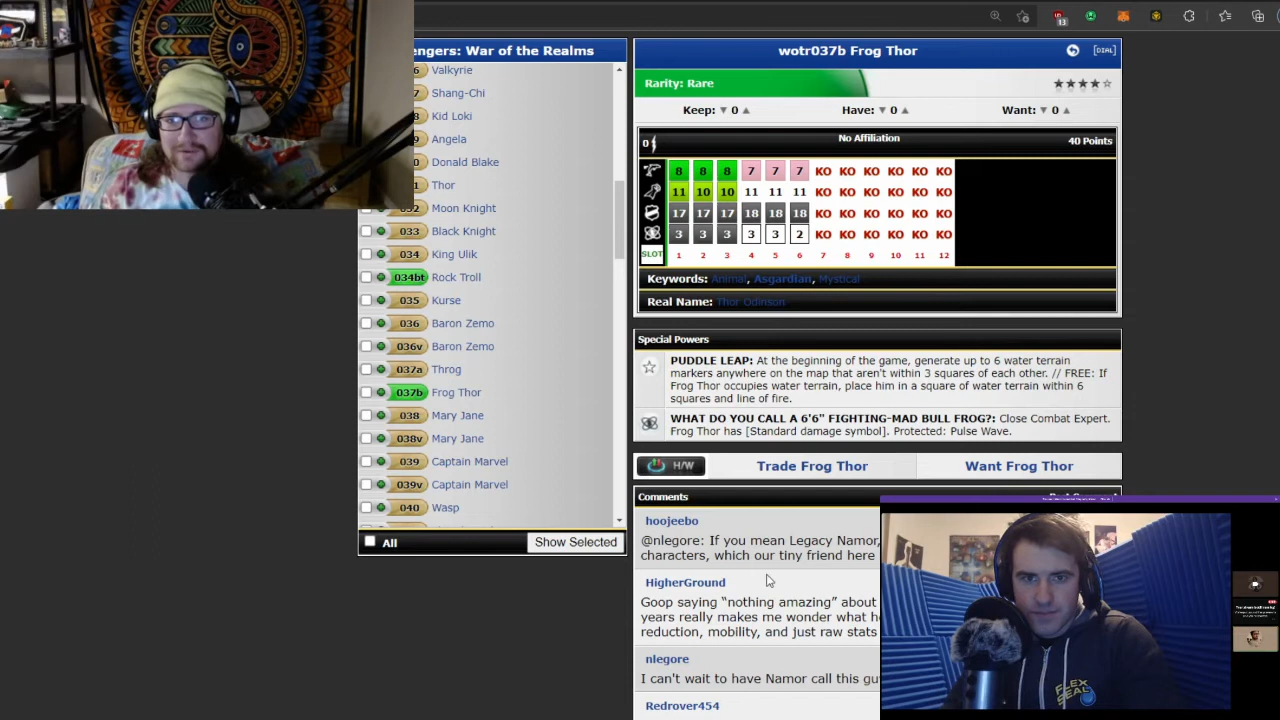 engers: War of the Realms
6 Valkyrie
7 Shang-Chi
8 Kid Loki
9 Angela
0 Donald Blake
1 Thor
032 Moon Knight
033 Black Knight
034 King Ulik
034bt Rock Troll
035 Kurse
036 Baron Zemo
036v Baron Zemo
037a Throg
037b Frog Thor
038 Mary Jane
038v Mary Jane
039 Captain Marvel
039v Captain Marvel
040 Wasp
All Show Selected
wotr037b Frog Thor [DIAL]
Rarity: Rare
Keep: 0 Have: 0 Want: 0
0 No Affiliation 40 Points
8 8 8 7 7 7 KO KO KO KO KO KO
11 10 10 11 11 11 KO KO KO KO KO KO
17 17 17 18 18 18 KO KO KO KO KO KO
3 3 3 3 3 2 KO KO KO KO KO KO
SLOT 1 2 3 4 5 6 7 8 9 10 11 12
Keywords: Animal, Asgardian, Mystical
Real Name: Thor Odinson
Special Powers
PUDDLE LEAP: At the beginning of the game, generate up to 6 water terrain
markers anywhere on the map that aren't within 3 squares of each other. // FREE: If
Frog Thor occupies water terrain, place him in a square of water terrain within 6
squares and line of fire.
WHAT DO YOU CALL A 6'6" FIGHTING-MAD BULL FROG?: Close Combat Expert.
Frog Thor has [Standard damage symbol]. Protected: Pulse Wave.
H/W Trade Frog Thor Want Frog Thor
Comments
hoojeebo
@nlegore: If you mean Legacy Namor,
characters, which our tiny friend here
HigherGround
Goop saying “nothing amazing” about
years really makes me wonder what he
reduction, mobility, and just raw stats
nlegore
I can't wait to have Namor call this gu
Redrover454
FLEX
SEAL
13